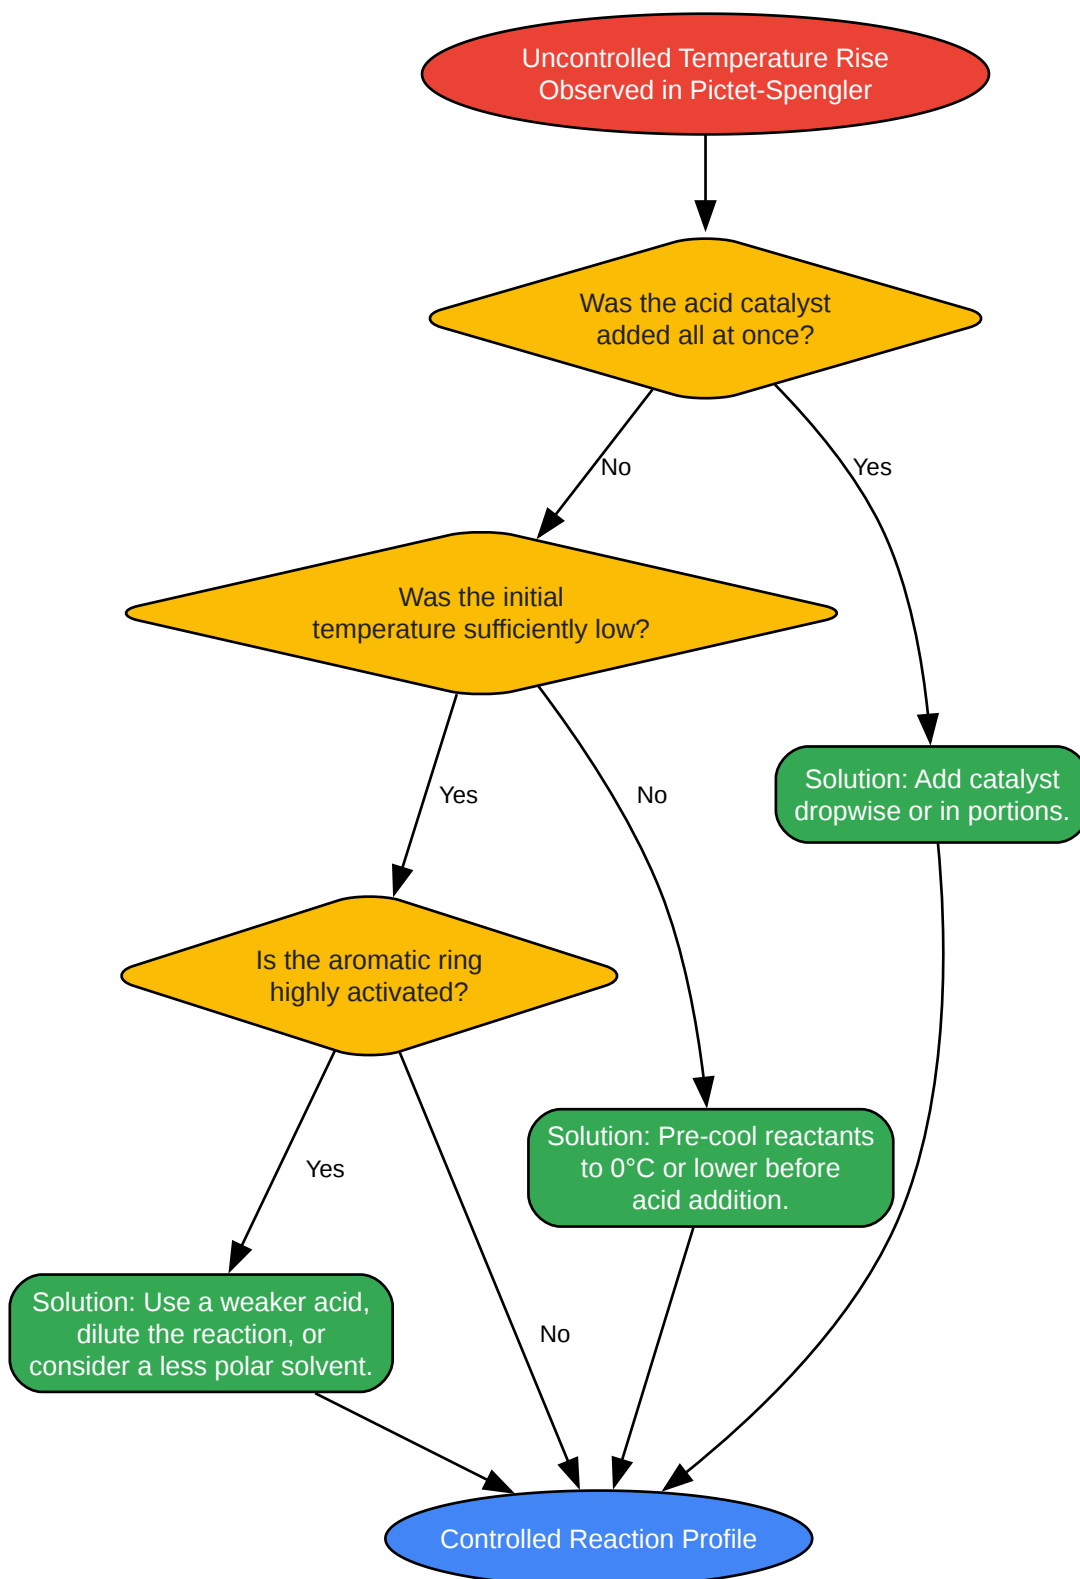 Uncontrolled Temperature Rise
Observed in Pictet-Spengler
Was the acid catalyst
added all at once?
No
Yes
Was the initial
temperature sufficiently low?
Yes
No
Solution: Add catalyst
dropwise or in portions.
Is the aromatic ring
highly activated?
Yes
No
Solution: Pre-cool reactants
to 0°C or lower before
acid addition.
Solution: Use a weaker acid,
dilute the reaction, or
consider a less polar solvent.
Controlled Reaction Profile